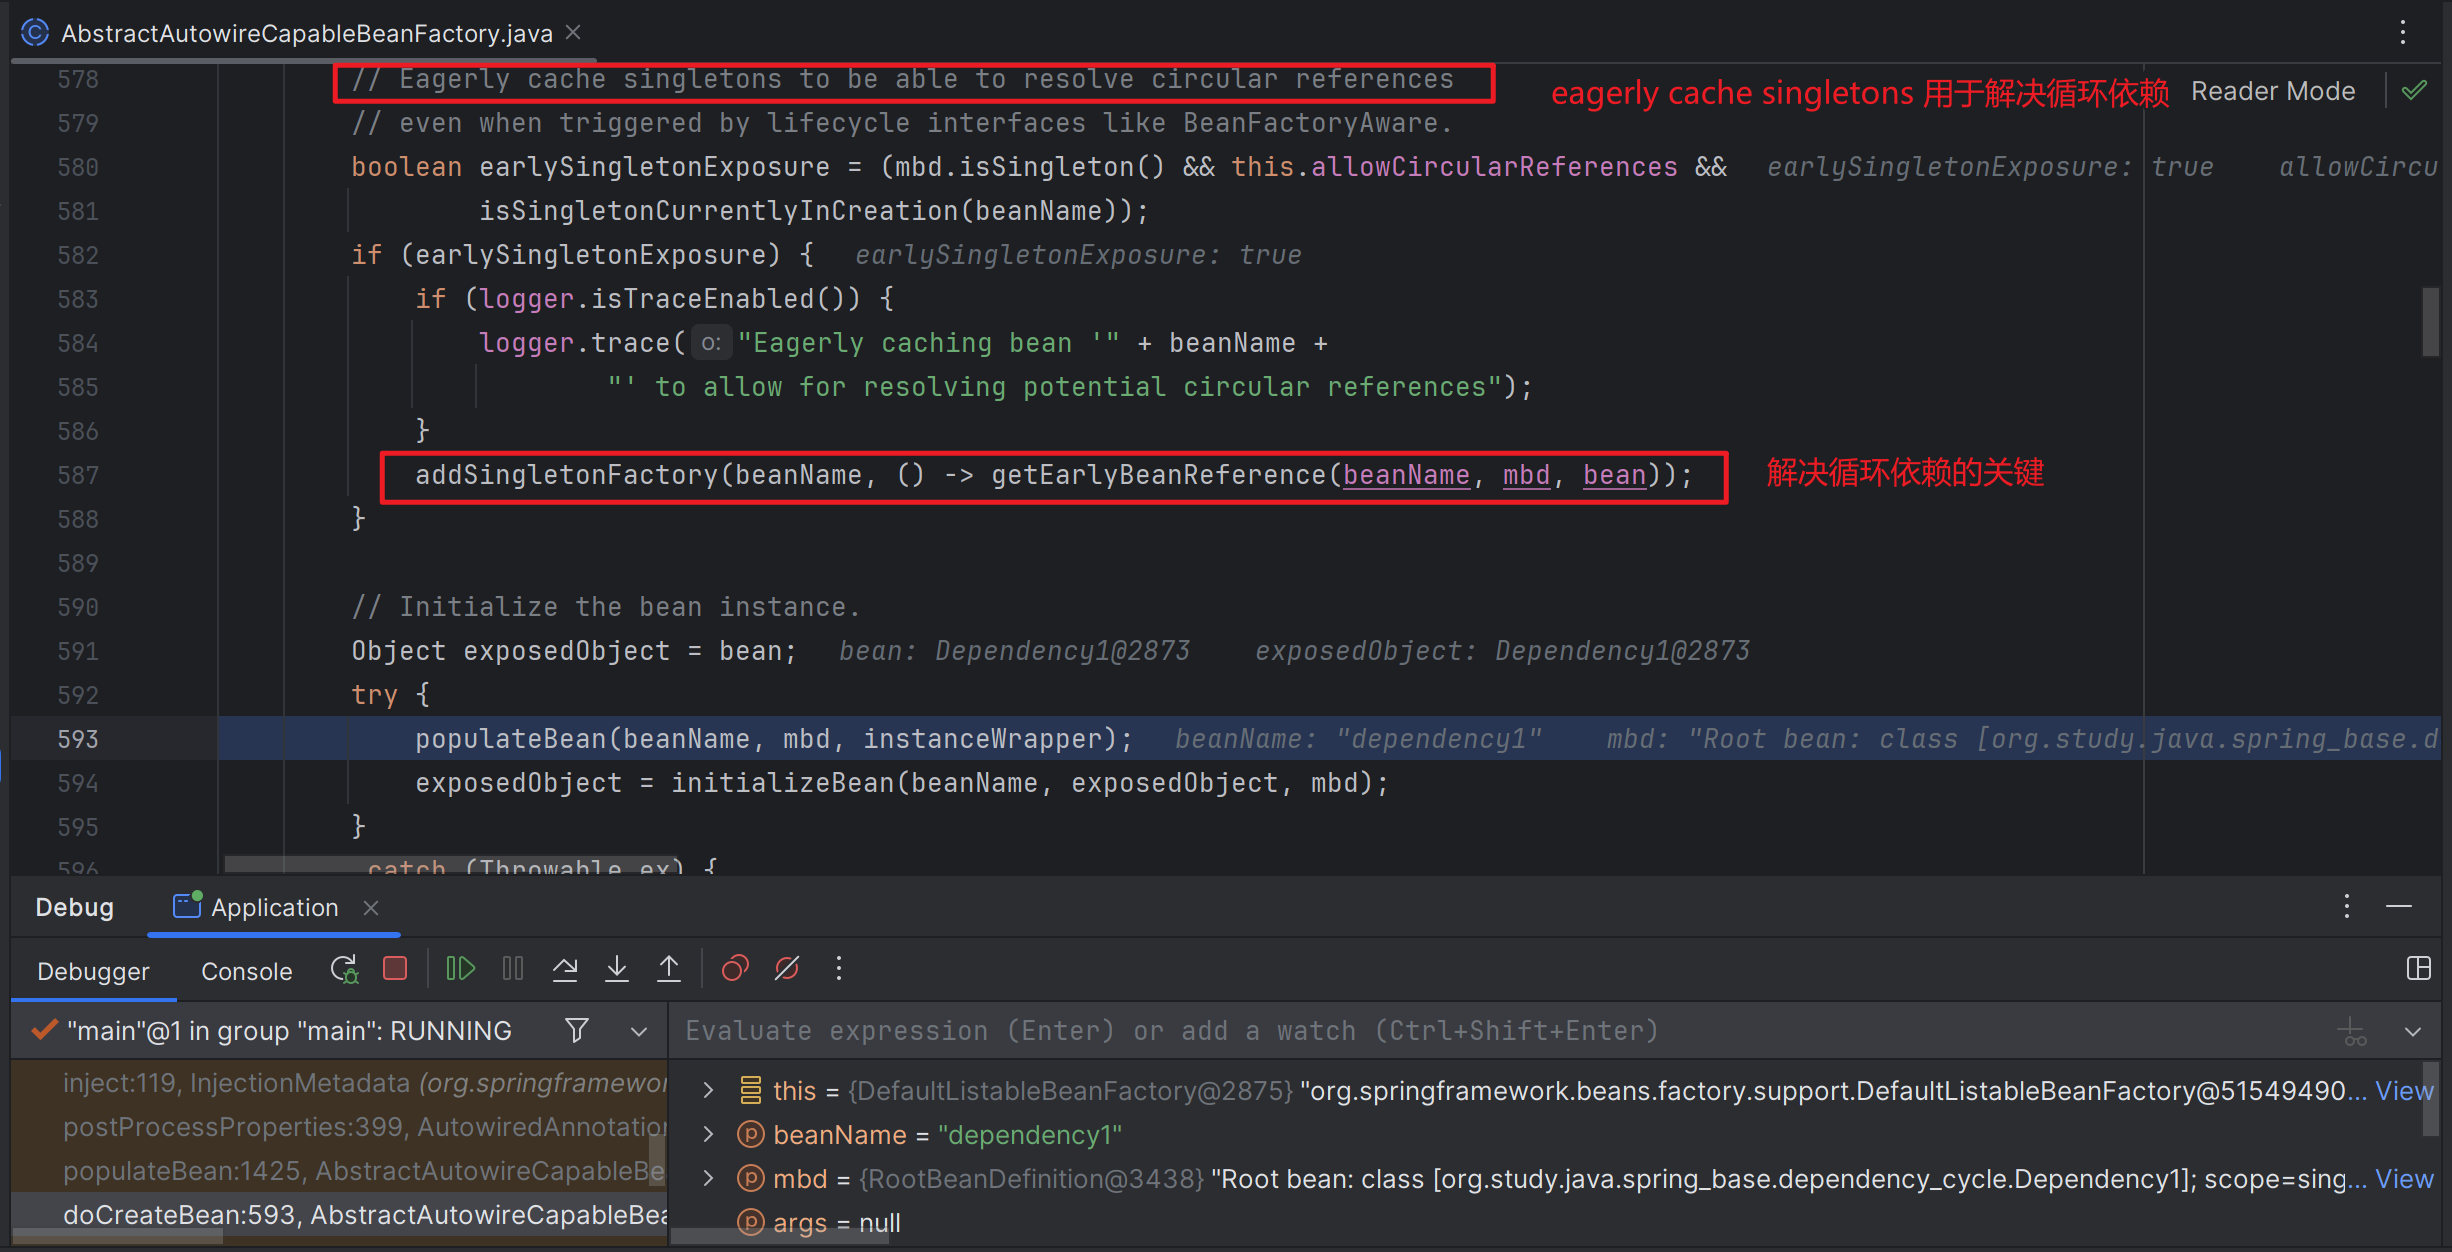 AbstractAutowireCapableBeanFactory.java
578 // Eagerly cache singletons to be able to resolve circular references
eagerly cache singletons 用于解决循环依赖 Reader Mode
579 // even when triggered by lifecycle interfaces like BeanFactoryAware.
580 boolean earlySingletonExposure = (mbd.isSingleton() && this.allowCircularReferences && earlySingletonExposure: true allowCircu
581 isSingletonCurrentlyInCreation(beanName));
582 if (earlySingletonExposure) { earlySingletonExposure: true
583 if (logger.isTraceEnabled()) {
584 logger.trace( o: "Eagerly caching bean '" + beanName +
585 "' to allow for resolving potential circular references");
586 }
587 addSingletonFactory(beanName, () -> getEarlyBeanReference(beanName, mbd, bean)); 解决循环依赖的关键
588 }
589
590 // Initialize the bean instance.
591 Object exposedObject = bean; bean: Dependency1@2873 exposedObject: Dependency1@2873
592 try {
593 populateBean(beanName, mbd, instanceWrapper); beanName: "dependency1" mbd: "Root bean: class [org.study.java.spring_base.d
594 exposedObject = initializeBean(beanName, exposedObject, mbd);
595 }
596 catch (Throwable ex) {
Debug Application
Debugger Console
"main"@1 in group "main": RUNNING
Evaluate expression (Enter) or add a watch (Ctrl+Shift+Enter)
inject:119, InjectionMetadata (org.springframewor
postProcessProperties:399, AutowiredAnnotation
populateBean:1425, AbstractAutowireCapableBe
doCreateBean:593, AbstractAutowireCapableBea
this = {DefaultListableBeanFactory@2875} "org.springframework.beans.factory.support.DefaultListableBeanFactory@51549490... View
beanName = "dependency1"
mbd = {RootBeanDefinition@3438} "Root bean: class [org.study.java.spring_base.dependency_cycle.Dependency1]; scope=sing... View
args = null